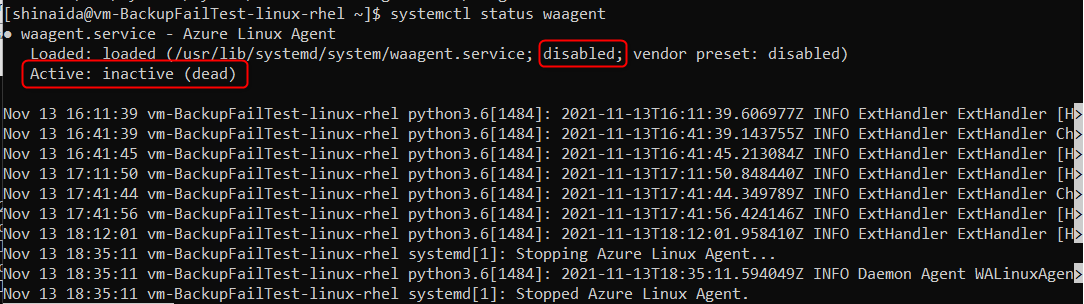 [shinaida@vm-BackupFailTest-linux-rhel ~]$ systemctl status waagent
● waagent.service - Azure Linux Agent
Loaded: loaded (/usr/lib/systemd/system/waagent.service; disabled; vendor preset: disabled)
Active: inactive (dead)
Nov 13 16:11:39 vm-BackupFailTest-linux-rhel python3.6[1484]: 2021-11-13T16:11:39.606977Z INFO ExtHandler ExtHandler [H>
Nov 13 16:41:39 vm-BackupFailTest-linux-rhel python3.6[1484]: 2021-11-13T16:41:39.143755Z INFO ExtHandler ExtHandler Ch>
Nov 13 16:41:45 vm-BackupFailTest-linux-rhel python3.6[1484]: 2021-11-13T16:41:45.213084Z INFO ExtHandler ExtHandler [H>
Nov 13 17:11:50 vm-BackupFailTest-linux-rhel python3.6[1484]: 2021-11-13T17:11:50.848440Z INFO ExtHandler ExtHandler [H>
Nov 13 17:41:44 vm-BackupFailTest-linux-rhel python3.6[1484]: 2021-11-13T17:41:44.349789Z INFO ExtHandler ExtHandler Ch>
Nov 13 17:41:56 vm-BackupFailTest-linux-rhel python3.6[1484]: 2021-11-13T17:41:56.424146Z INFO ExtHandler ExtHandler [H>
Nov 13 18:12:01 vm-BackupFailTest-linux-rhel python3.6[1484]: 2021-11-13T18:12:01.958410Z INFO ExtHandler ExtHandler [H>
Nov 13 18:35:11 vm-BackupFailTest-linux-rhel systemd[1]: Stopping Azure Linux Agent...
Nov 13 18:35:11 vm-BackupFailTest-linux-rhel python3.6[1484]: 2021-11-13T18:35:11.594049Z INFO Daemon Agent WALinuxAgen>
Nov 13 18:35:11 vm-BackupFailTest-linux-rhel systemd[1]: Stopped Azure Linux Agent.